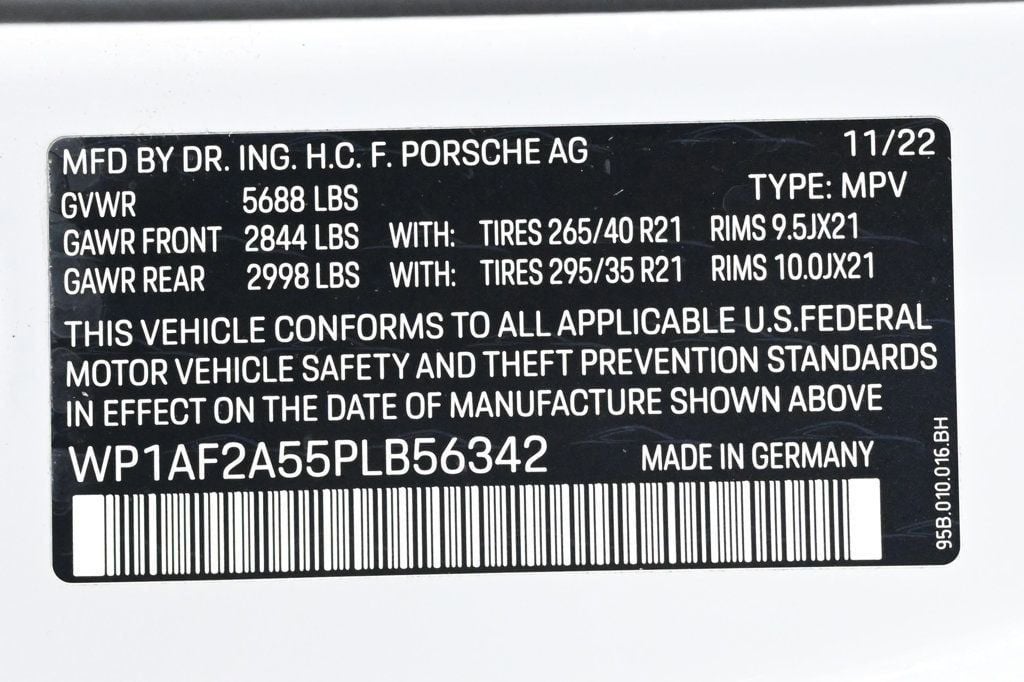 MFD BY DR. ING. H.C. F. PORSCHE AG 11/22
GVWR 5688 LBS TYPE: MPV
GAWR FRONT 2844 LBS WITH: TIRES 265/40 R21 RIMS 9.5JX21
GAWR REAR 2998 LBS WITH: TIRES 295/35 R21 RIMS 10.0JX21
THIS VEHICLE CONFORMS TO ALL APPLICABLE U.S.FEDERAL
MOTOR VEHICLE SAFETY AND THEFT PREVENTION STANDARDS
IN EFFECT ON THE DATE OF MANUFACTURE SHOWN ABOVE
WP1AF2A55PLB56342 MADE IN GERMANY
95B.010.016.BH